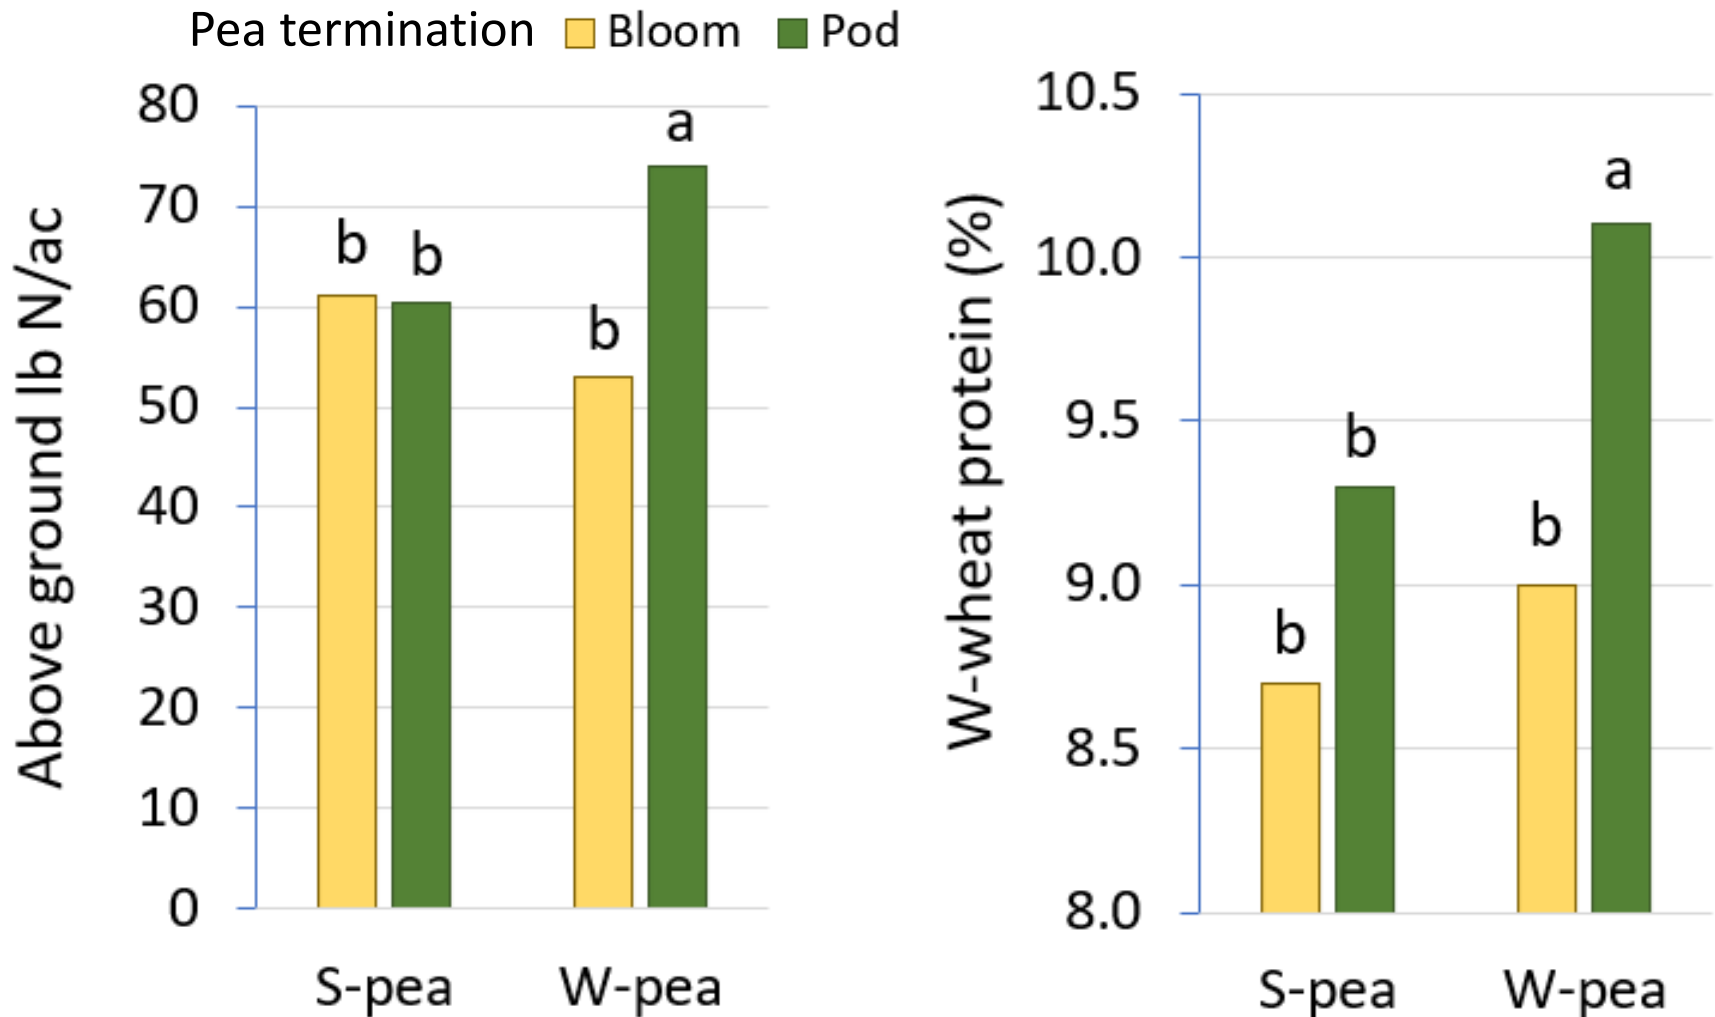 Pea termination Bloom Pod
Above ground lb N/ac
80
70
60
50
40
30
20
10
0
b
b
b
a
S-pea
W-pea
W-wheat protein (%)
10.5
10.0
9.5
9.0
8.5
8.0
b
b
b
a
S-pea
W-pea